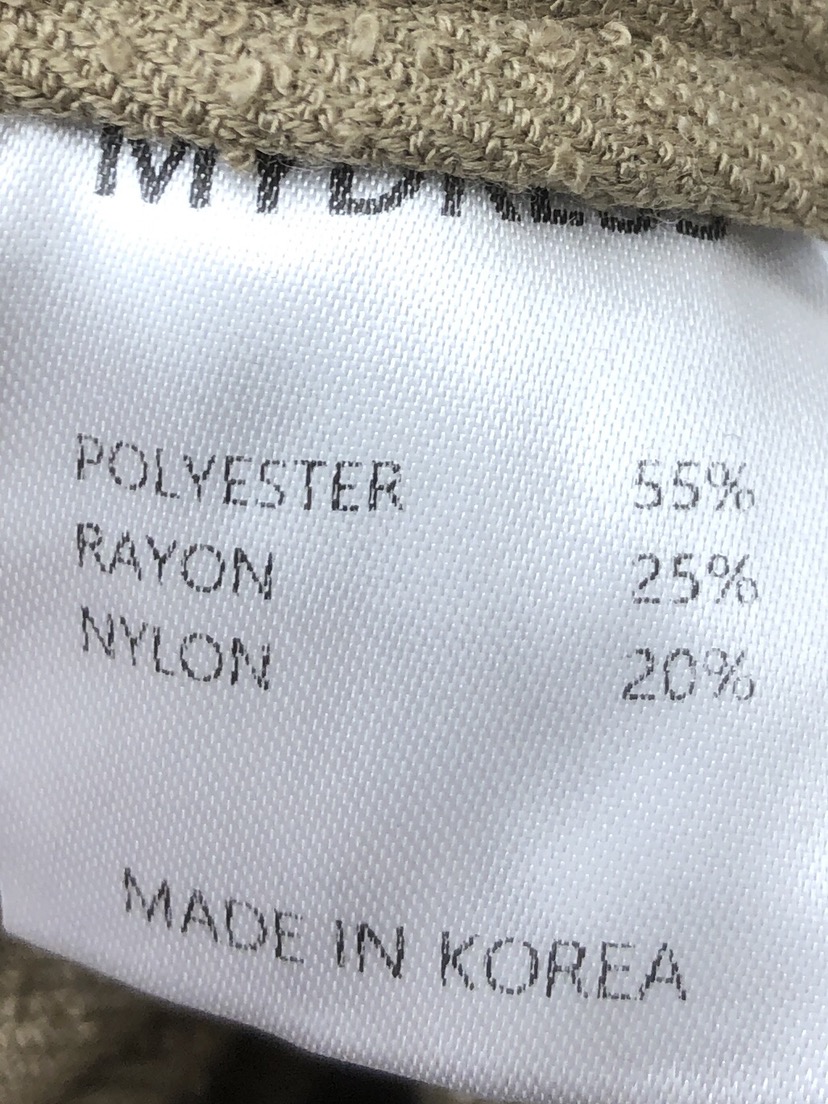 POLYESTER 55%
RAYON 25%
NYLON 20%
MADE IN KOREA